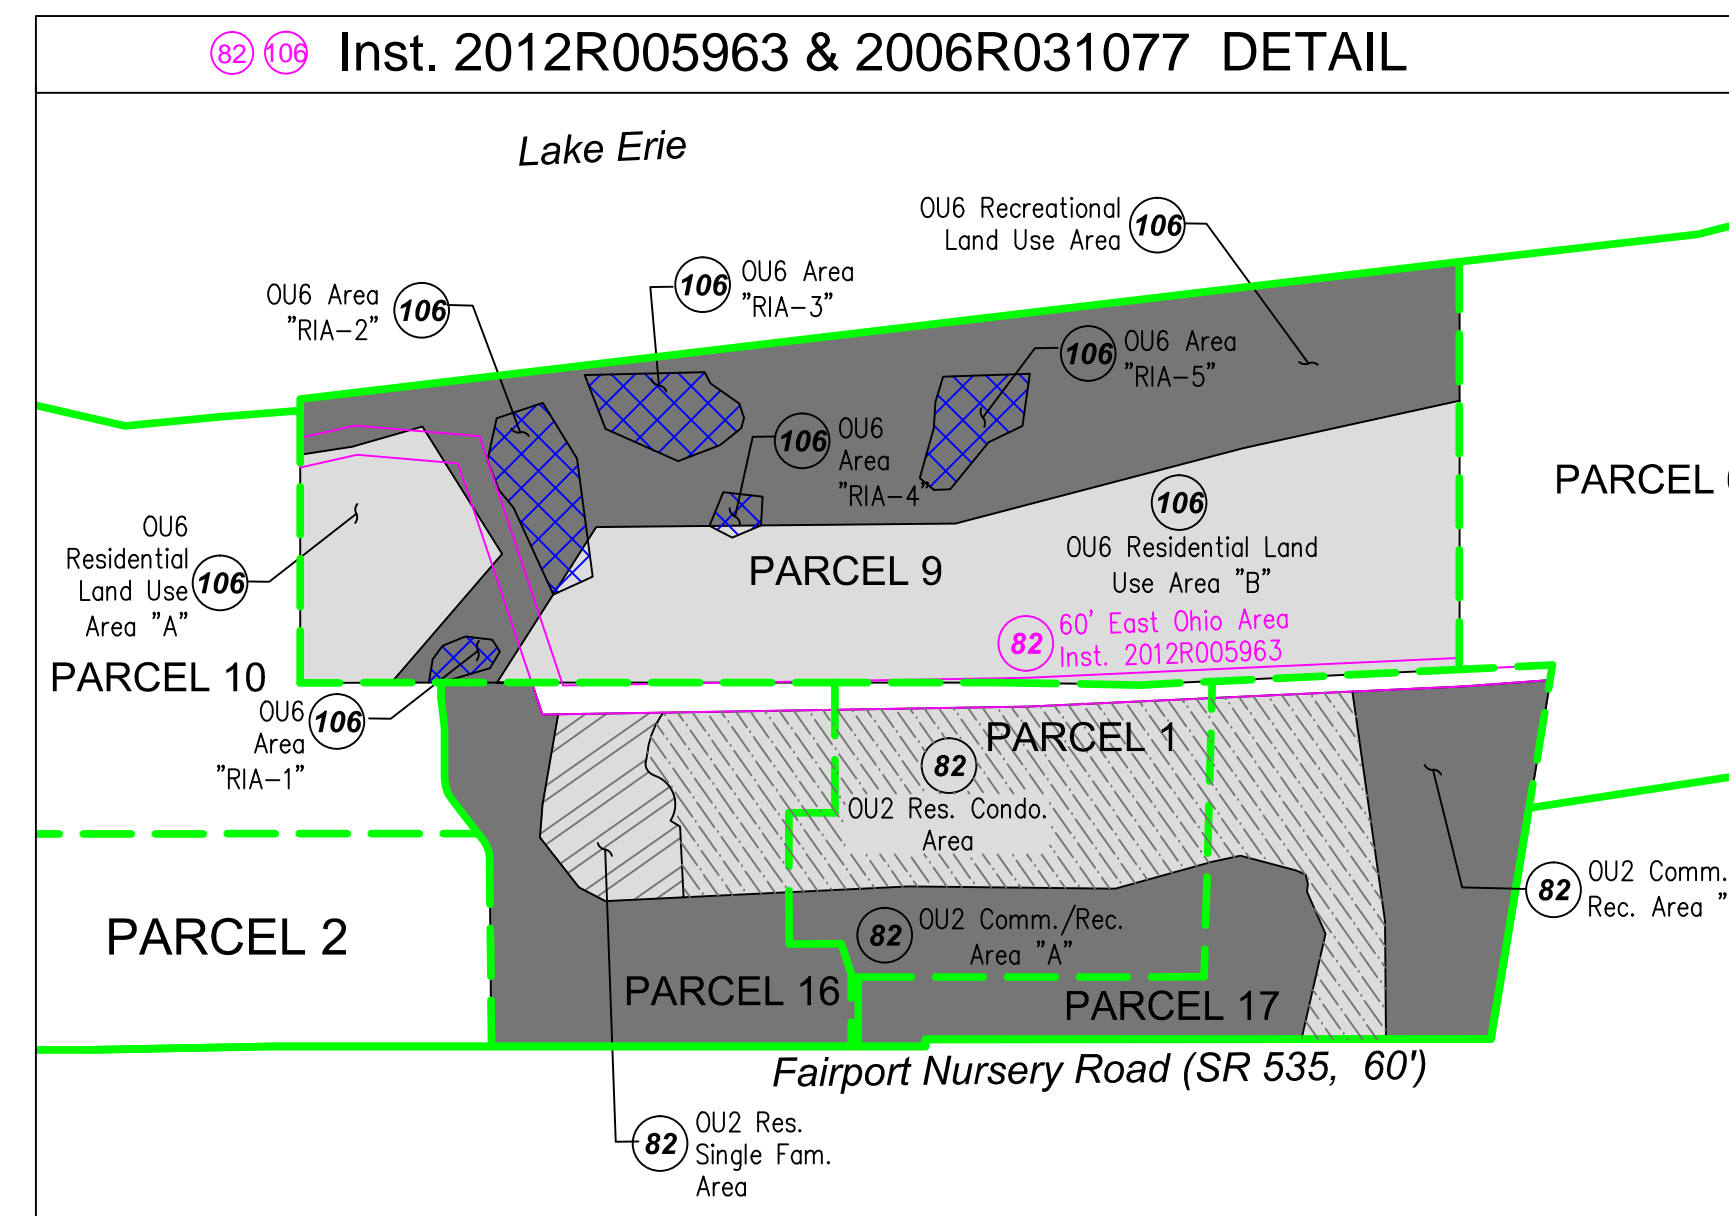 82 106 Inst. 2012R005963 & 2006R031077 DETAIL
Lake Erie
OU6 Recreational
Land Use Area
106
OU6 Area
"RIA-3"
106
OU6 Area
"RIA-2"
106
OU6 Area
"RIA-5"
106
OU6
Area
"RIA-4"
106
PARCEL
106
OU6 Residential Land
Use Area "B"
OU6
Residential
Land Use
Area "A"
106
PARCEL 9
82
60' East Ohio Area
Inst. 2012R005963
PARCEL 10
OU6
Area
"RIA-1"
106
PARCEL 1
82
OU2 Res. Condo.
Area
82
OU2 Comm.
Rec. Area "
PARCEL 2
82
OU2 Comm./Rec.
Area "A"
PARCEL 16
PARCEL 17
Fairport Nursery Road (SR 535, 60')
82
OU2 Res.
Single Fam.
Area